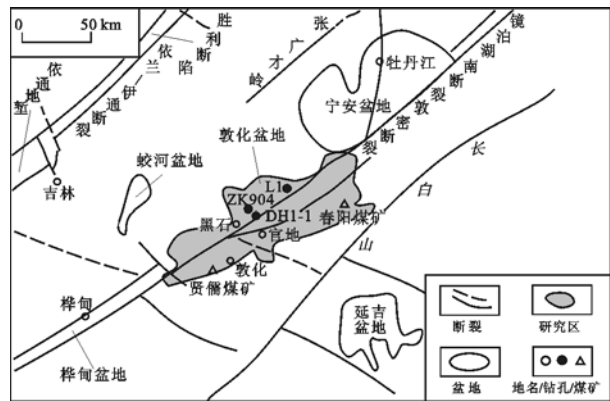 0 50 km
胜利断陷
依兰伊通断裂
依通地堑
张广才岭
牡丹江
宁安盆地
镜泊湖南断
敦密断裂
长白山
敦化盆地
蛟河盆地
吉林
L1
ZK904
DH1-1
黑石
官地
春阳煤矿
敦化
贤儒煤矿
桦甸
桦甸盆地
延吉
盆地
断裂
研究区
盆地
地名/钻孔/煤矿